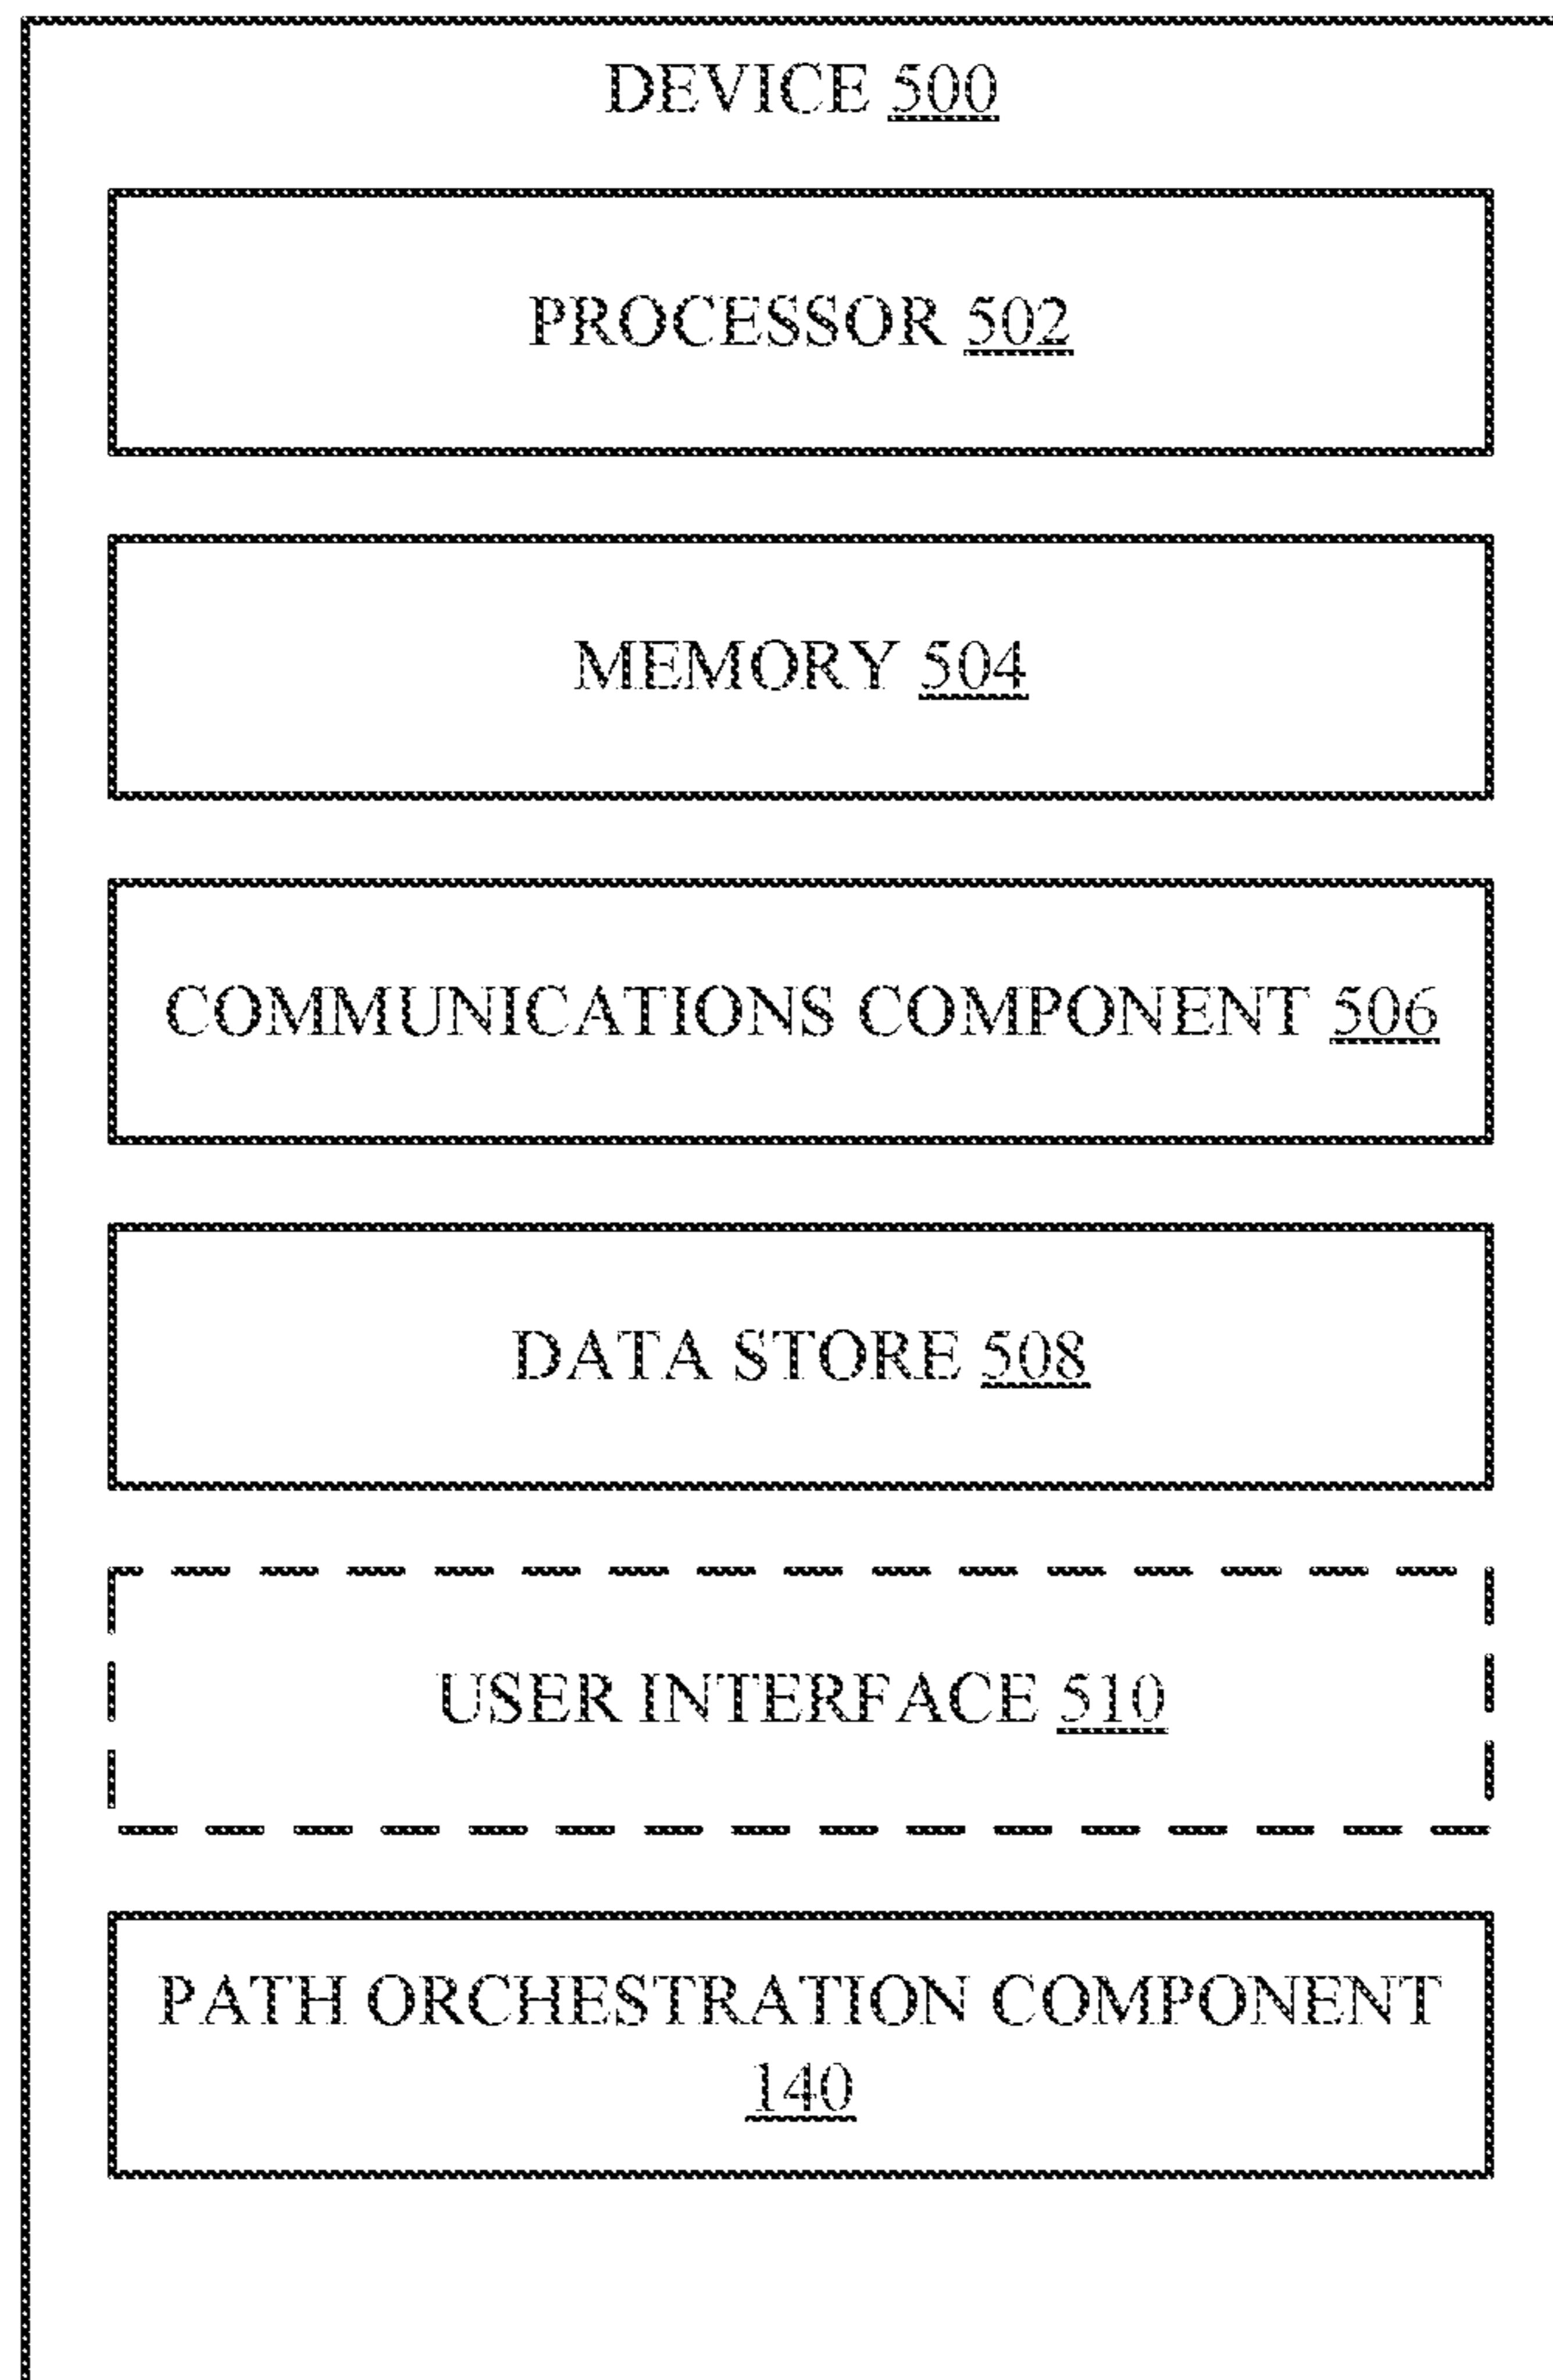 DEVICE 500
PROCESSOR 502
MEMORY 504
COMMUNICATIONS COMPONENT 506
DATA STORE 508
USER INTERFACE 510
PATH ORCHESTRATION COMPONENT
140